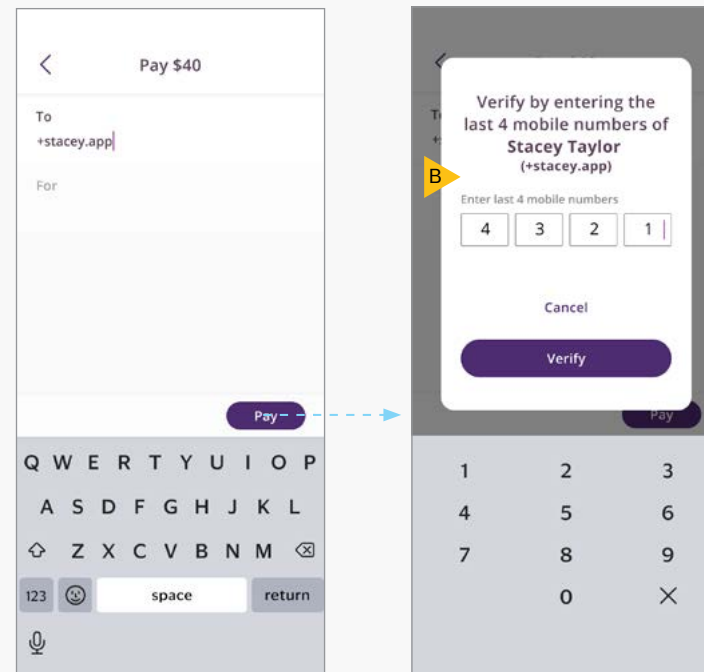 Pay $40
To
+stacey.app
For
Pay
Q W E R T Y U I O P
A S D F G H J K L
Z X C V B N M
123 space return
Verify by entering the
last 4 mobile numbers of
Stacey Taylor
(+stacey.app)
B
Enter last 4 mobile numbers
4 3 2 1
Cancel
Verify
Pay
1 2 3
4 5 6
7 8 9
0